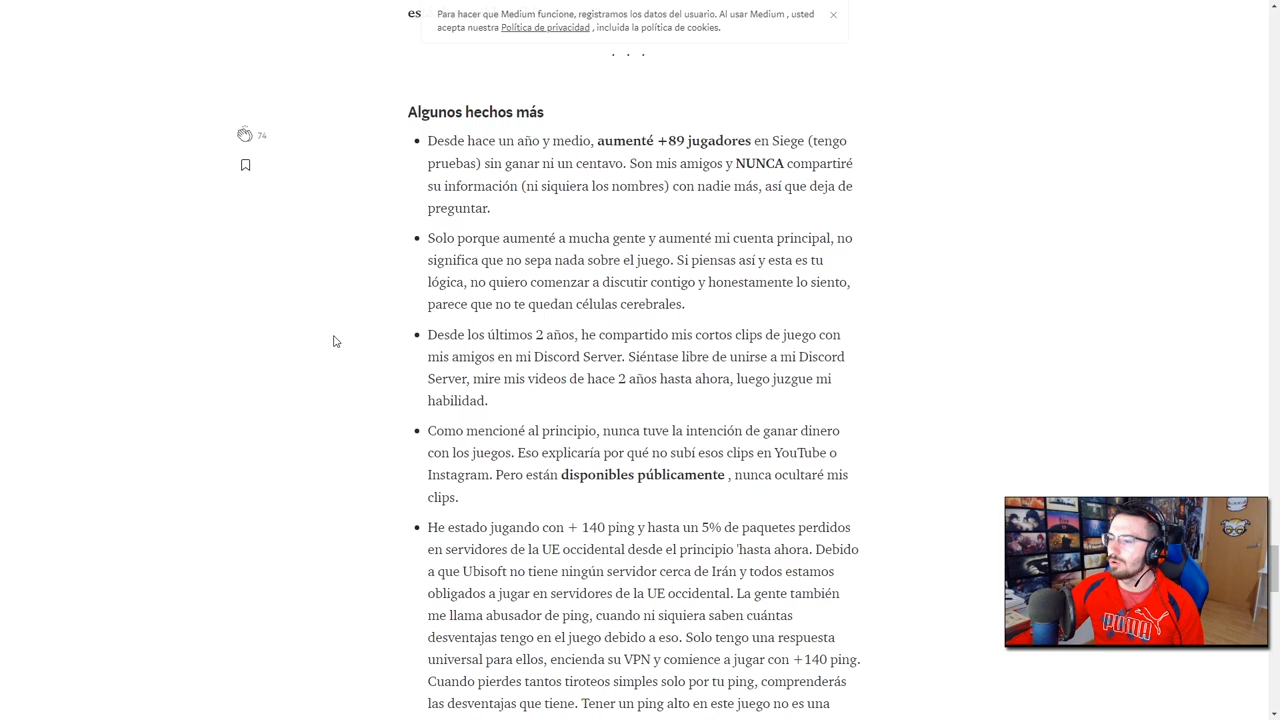 es
Para hacer que Medium funcione, registramos los datos del usuario. Al usar Medium , usted
acepta nuestra Política de privacidad , incluida la política de cookies.
Algunos hechos más
74
• Desde hace un año y medio, aumenté +89 jugadores en Siege (tengo
pruebas) sin ganar ni un centavo. Son mis amigos y NUNCA compartiré
su información (ni siquiera los nombres) con nadie más, así que deja de
preguntar.
• Solo porque aumenté a mucha gente y aumenté mi cuenta principal, no
significa que no sepa nada sobre el juego. Si piensas así y esta es tu
lógica, no quiero comenzar a discutir contigo y honestamente lo siento,
parece que no te quedan células cerebrales.
• Desde los últimos 2 años, he compartido mis cortos clips de juego con
mis amigos en mi Discord Server. Siéntase libre de unirse a mi Discord
Server, mire mis videos de hace 2 años hasta ahora, luego juzgue mi
habilidad.
• Como mencioné al principio, nunca tuve la intención de ganar dinero
con los juegos. Eso explicaría por qué no subí esos clips en YouTube o
Instagram. Pero están disponibles públicamente , nunca ocultaré mis
clips.
• He estado jugando con + 140 ping y hasta un 5% de paquetes perdidos
en servidores de la UE occidental desde el principio 'hasta ahora. Debido
a que Ubisoft no tiene ningún servidor cerca de Irán y todos estamos
obligados a jugar en servidores de la UE occidental. La gente también
me llama abusador de ping, cuando ni siquiera saben cuántas
desventajas tengo en el juego debido a eso. Solo tengo una respuesta
universal para ellos, encienda su VPN y comience a jugar con +140 ping.
Cuando pierdes tantos tiroteos simples solo por tu ping, comprenderás
las desventajas que tiene. Tener un ping alto en este juego no es una
PUMA